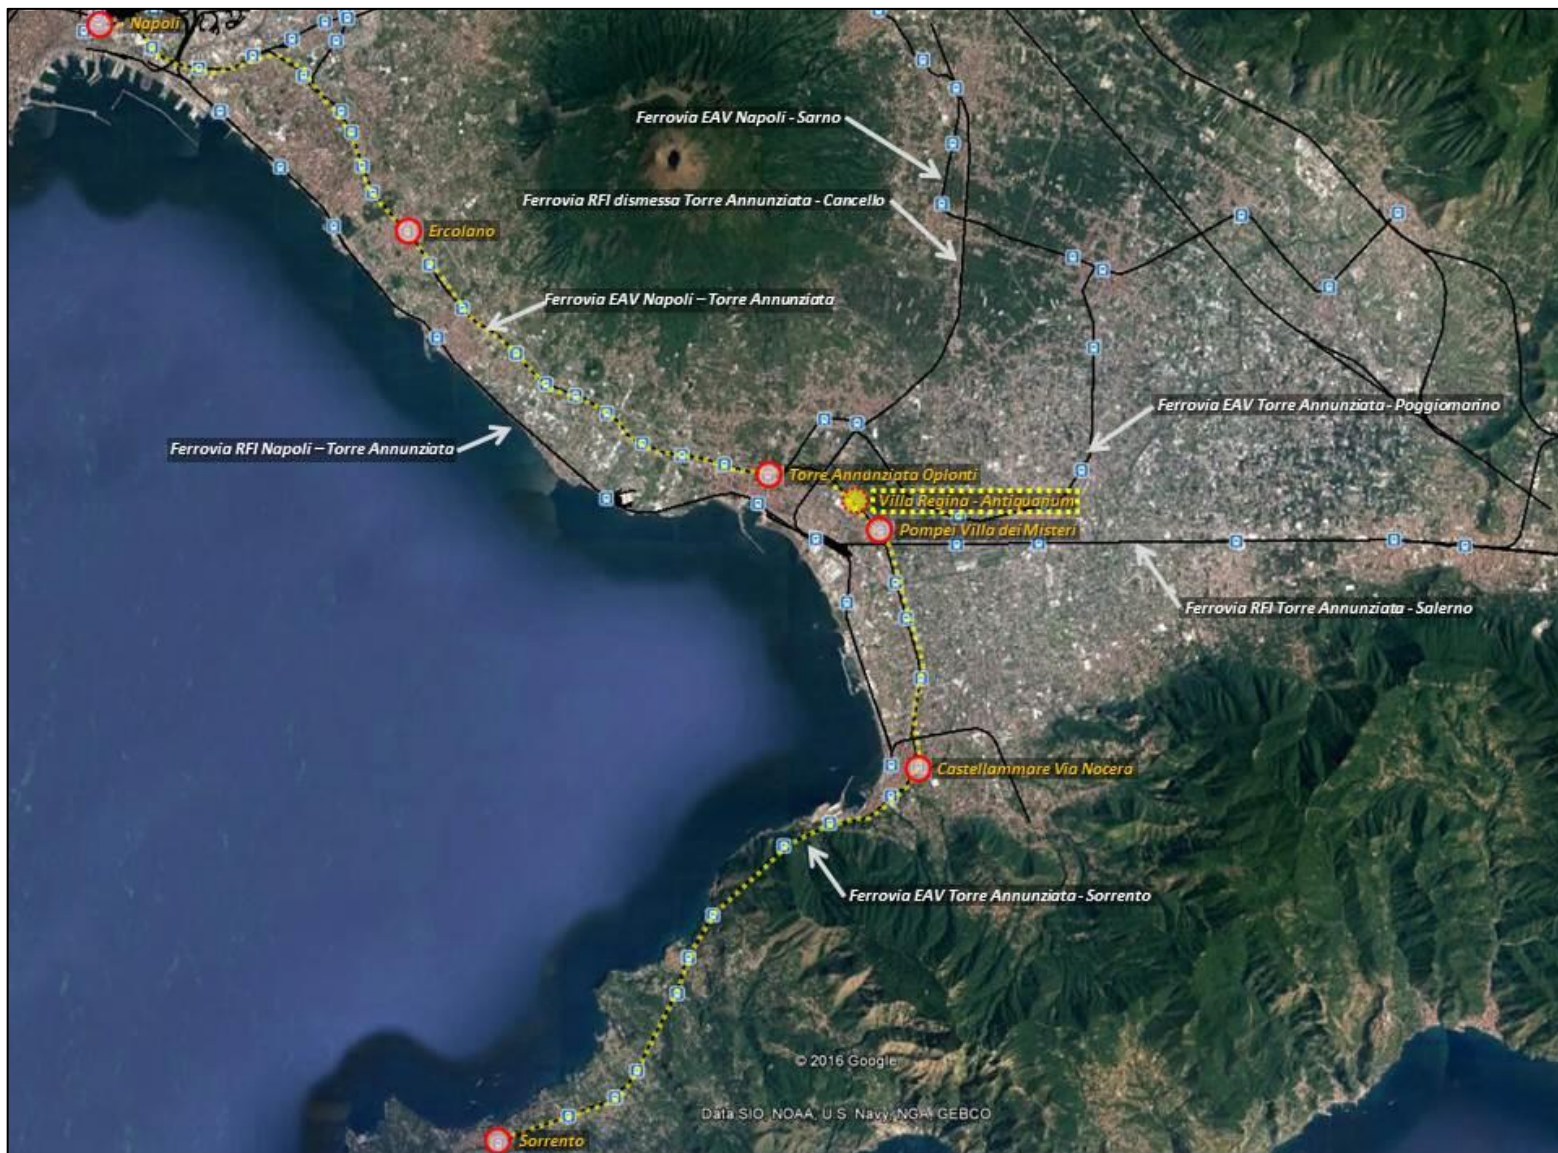 Napoli
Ferrovia EAV Napoli - Sarno
Ferrovia RFI dismessa Torre Annunziata - Cancello
Ercolano
Ferrovia EAV Napoli – Torre Annunziata
Ferrovia EAV Torre Annunziata - Poggiomarino
Ferrovia RFI Napoli – Torre Annunziata
Torre Annunziata Oplonti
Villa Regina - Antiquarium
Pompei Villa dei Misteri
Ferrovia RFI Torre Annunziata - Salerno
Castellammare Via Nocera
Ferrovia EAV Torre Annunziata - Sorrento
© 2016 Google
Data SIO, NOAA, U.S. Navy, NGA, GEBCO
Sorrento